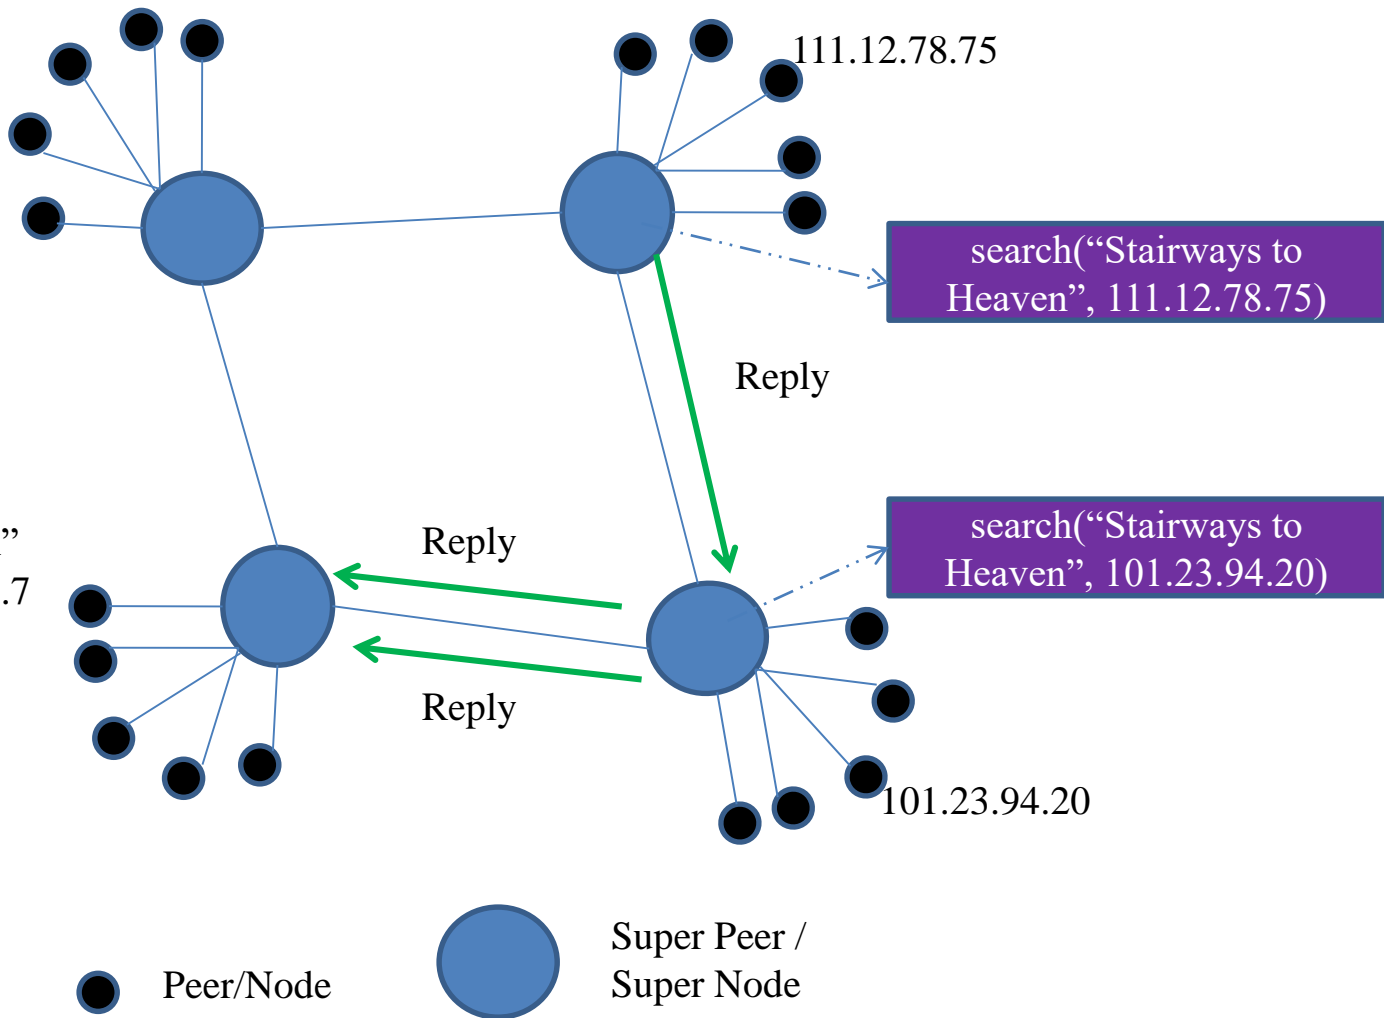 111.12.78.75
search(“Stairways to
Heaven”, 111.12.78.75)
Reply
search(“Stairways to
Heaven”, 101.23.94.20)
Reply
”
.7
Reply
101.23.94.20
Super Peer /
Super Node
Peer/Node